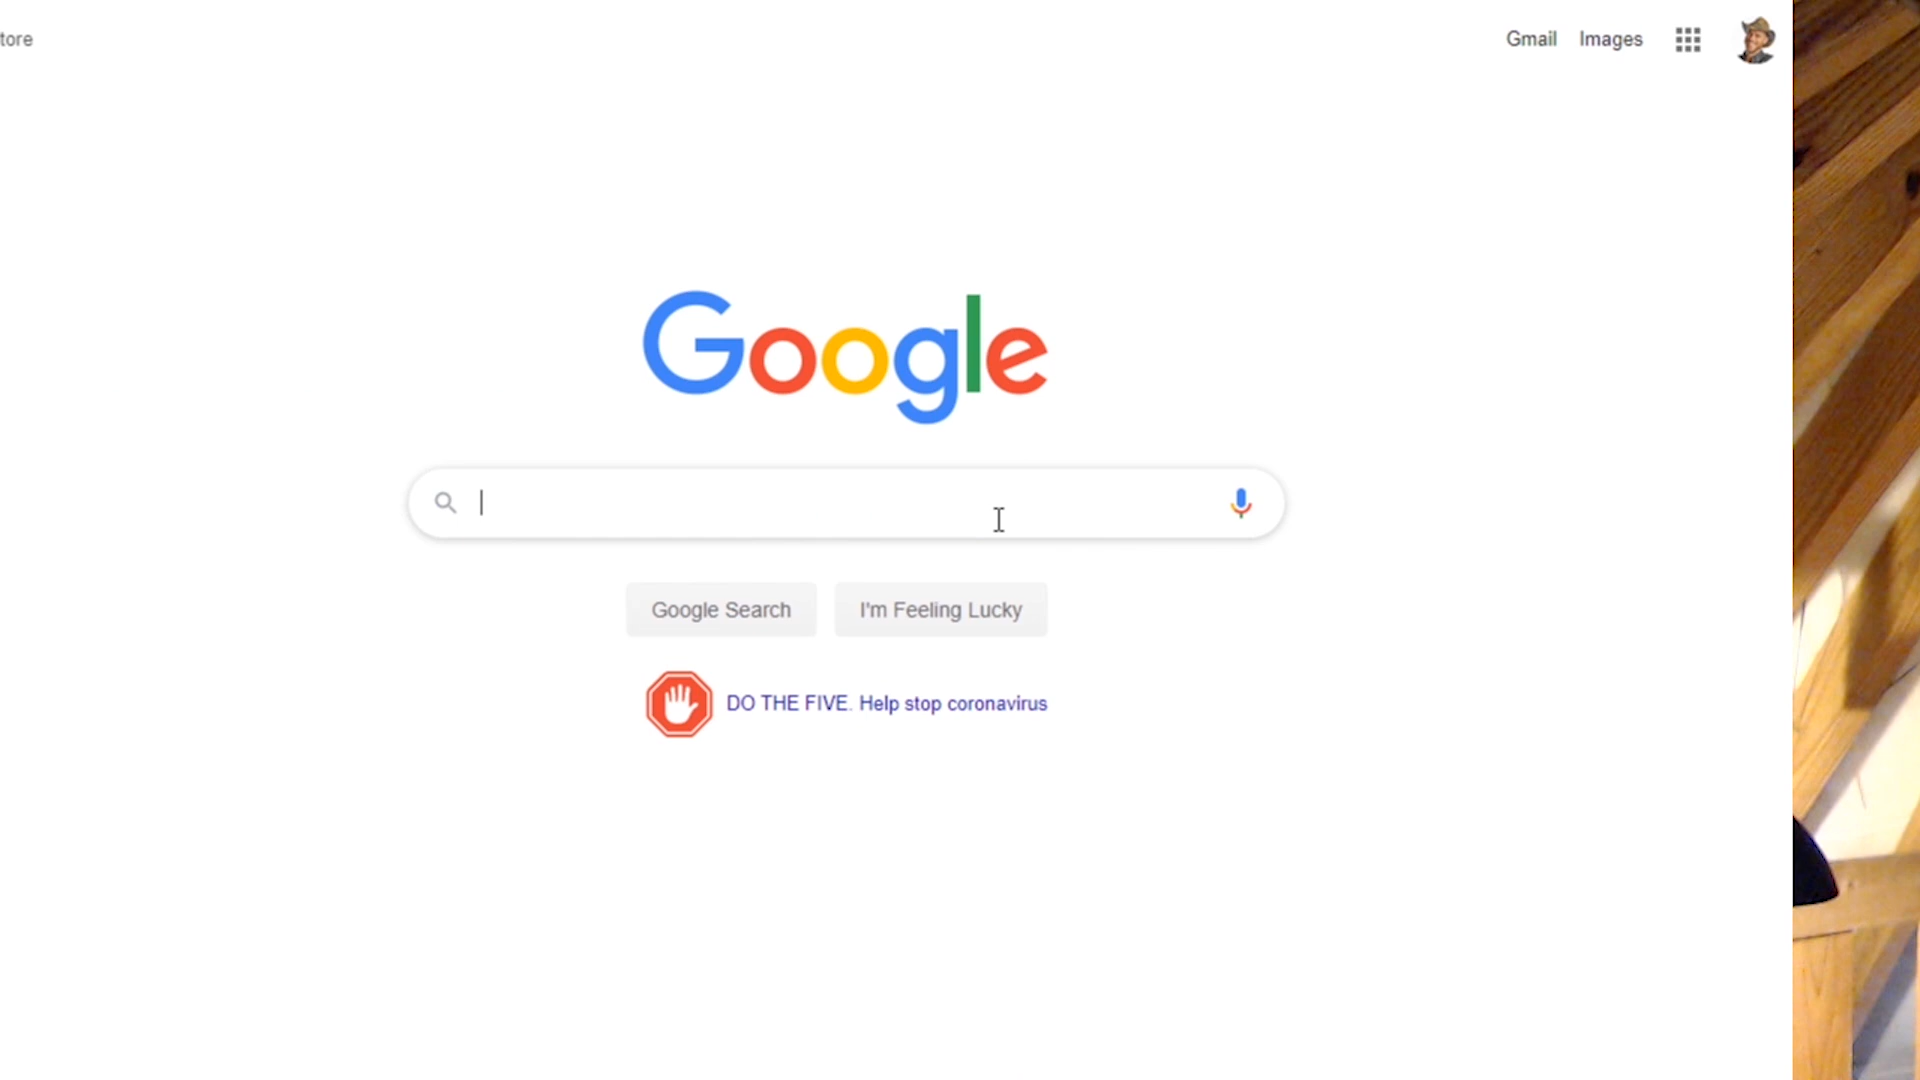 tore
Gmail Images
Google
Google Search I'm Feeling Lucky
DO THE FIVE. Help stop coronavirus